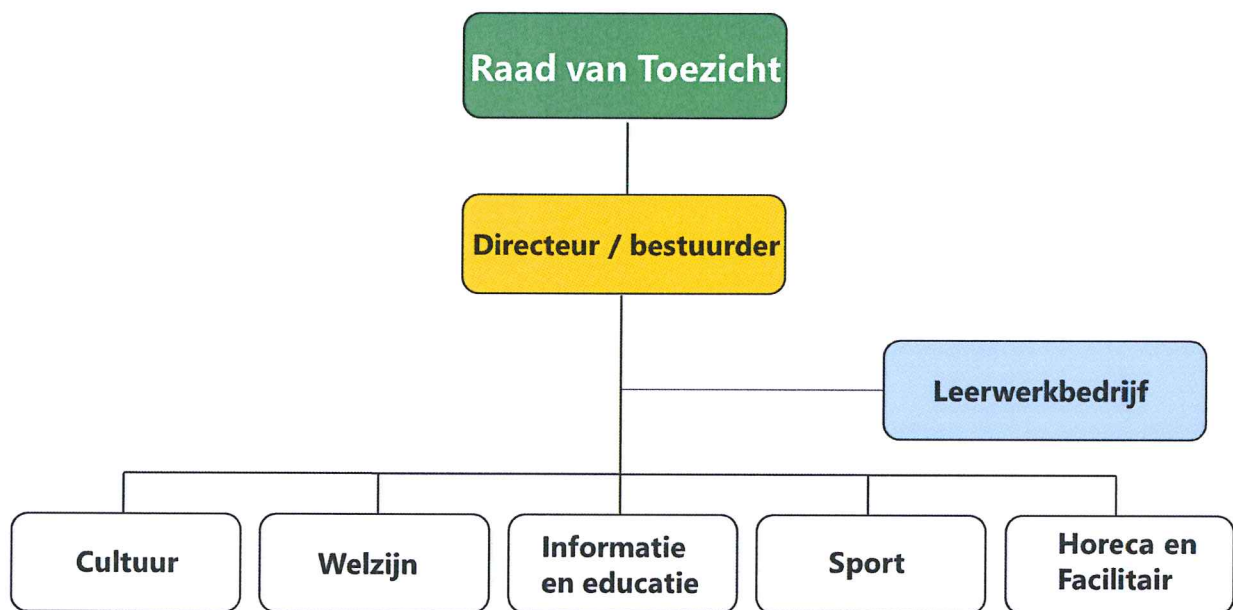 Raad van Toezicht
Directeur / bestuurder
Leerwerkbedrijf
Cultuur
Welzijn
Informatie
en educatie
Sport
Horeca en
Facilitair